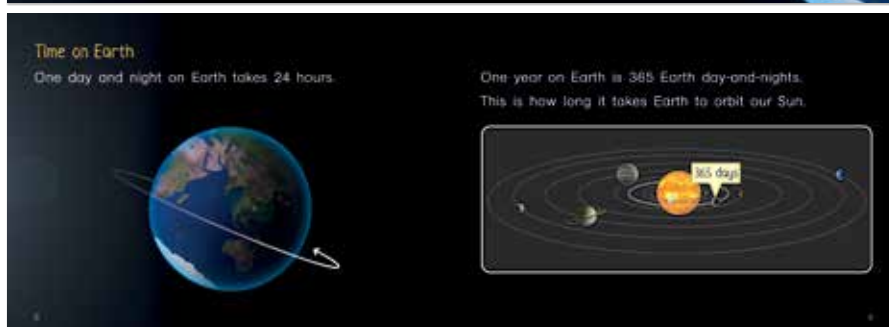 Time on Earth
One day and night on Earth takes 24 hours.
One year on Earth is 365 Earth day-and-nights.
This is how long it takes Earth to orbit our Sun.
365 days